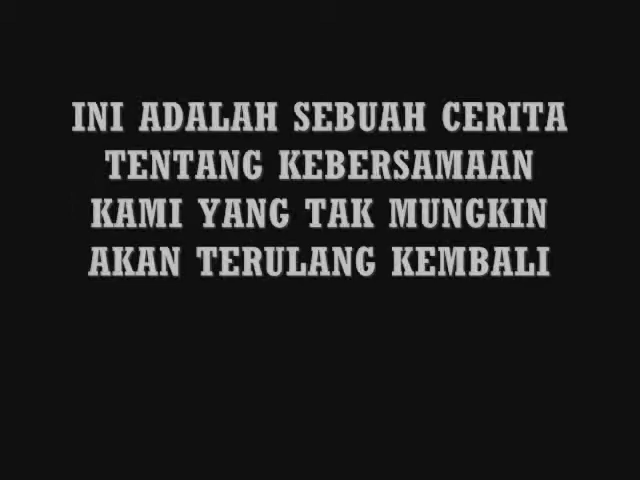 INI ADALAH SEBUAH CERITA
TENTANG KEBERSAMAAN
KAMI YANG TAK MUNGKIN
AKAN TERULANG KEMBALI